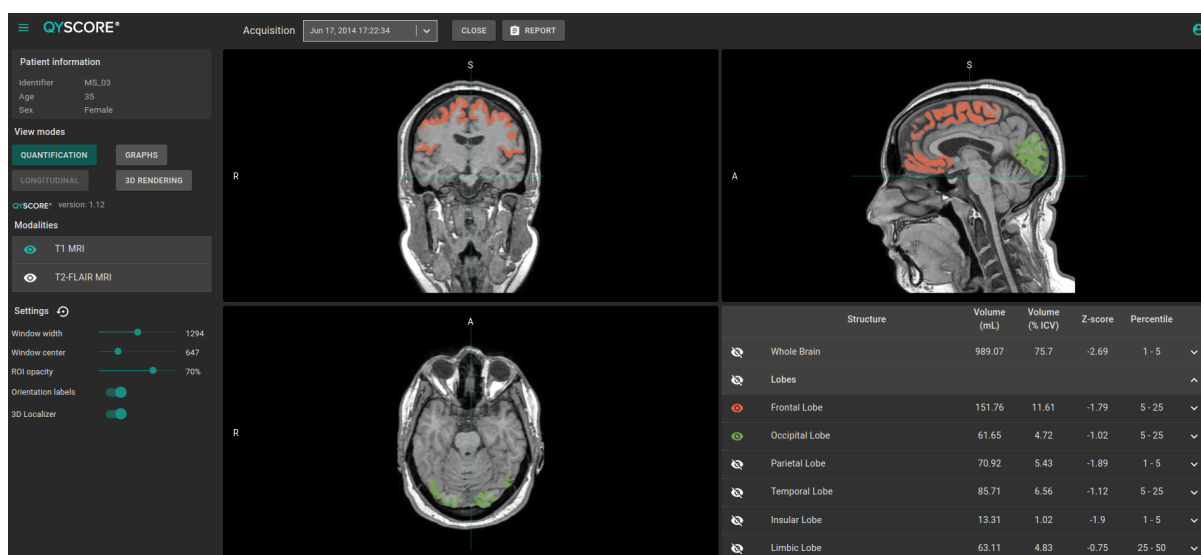 QYSCORE®
Acquisition
Jun 17, 2014 17:22:34
CLOSE
REPORT
Patient information
Identifier MS_03
Age 35
Sex Female
View modes
QUANTIFICATION GRAPHS
LONGITUDINAL 3D RENDERING
QYSCORE® version: 1.12
Modalities
T1 MRI
T2-FLAIR MRI
Settings
Window width 1294
Window center 647
ROI opacity 70%
Orientation labels
3D Localizer
S
R
S
A
A
R
Structure Volume (mL) Volume (% ICV) Z-score Percentile
Whole Brain 989.07 75.7 -2.69 1 - 5
Lobes
Frontal Lobe 151.76 11.61 -1.79 5 - 25
Occipital Lobe 61.65 4.72 -1.02 5 - 25
Parietal Lobe 70.92 5.43 -1.89 1 - 5
Temporal Lobe 85.71 6.56 -1.12 5 - 25
Insular Lobe 13.31 1.02 -1.9 1 - 5
Limbic Lobe 63.11 4.83 -0.75 25 - 50